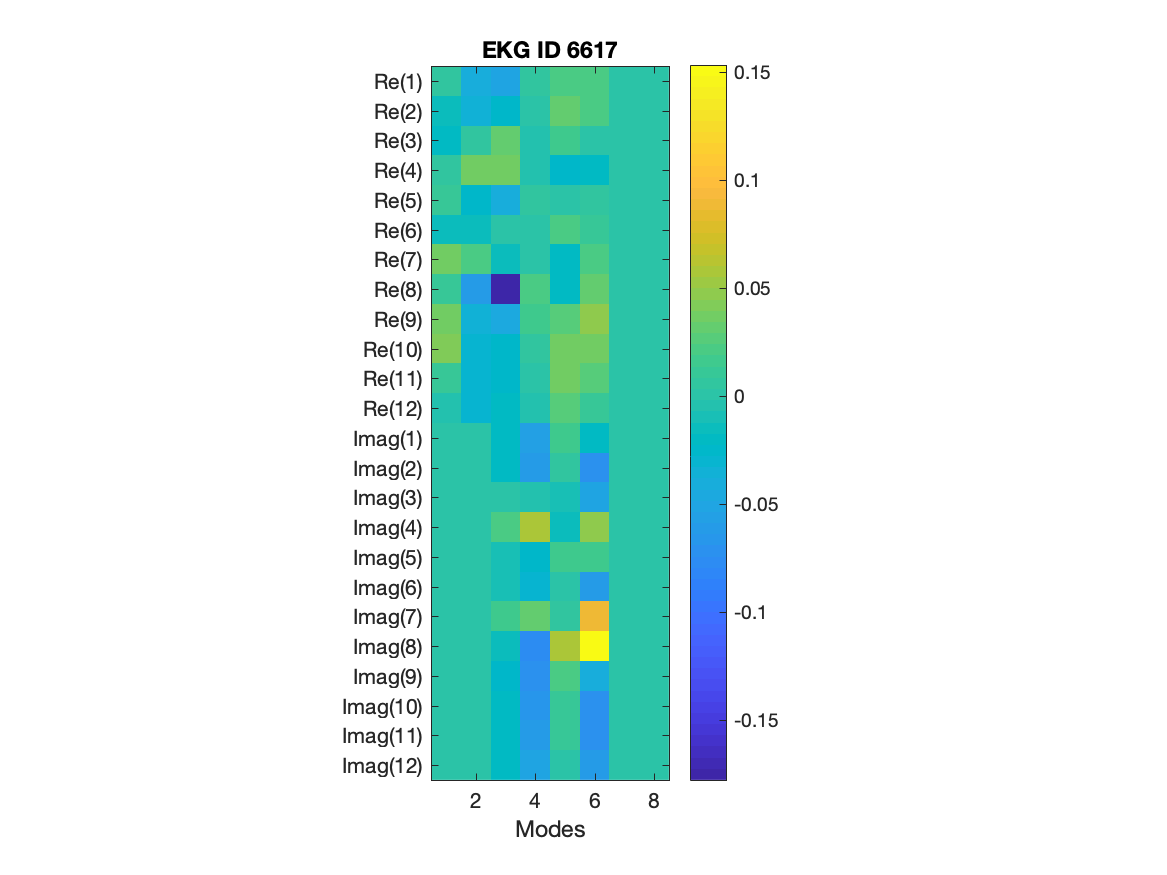 EKG ID 6617
Re(1)
Re(2)
Re(3)
Re(4)
Re(5)
Re(6)
Re(7)
Re(8)
Re(9)
Re(10)
Re(11)
Re(12)
Imag(1)
Imag(2)
Imag(3)
Imag(4)
Imag(5)
Imag(6)
Imag(7)
Imag(8)
Imag(9)
Imag(10)
Imag(11)
Imag(12)
2 4 6 8
Modes
0.15
0.1
0.05
0
-0.05
-0.1
-0.15